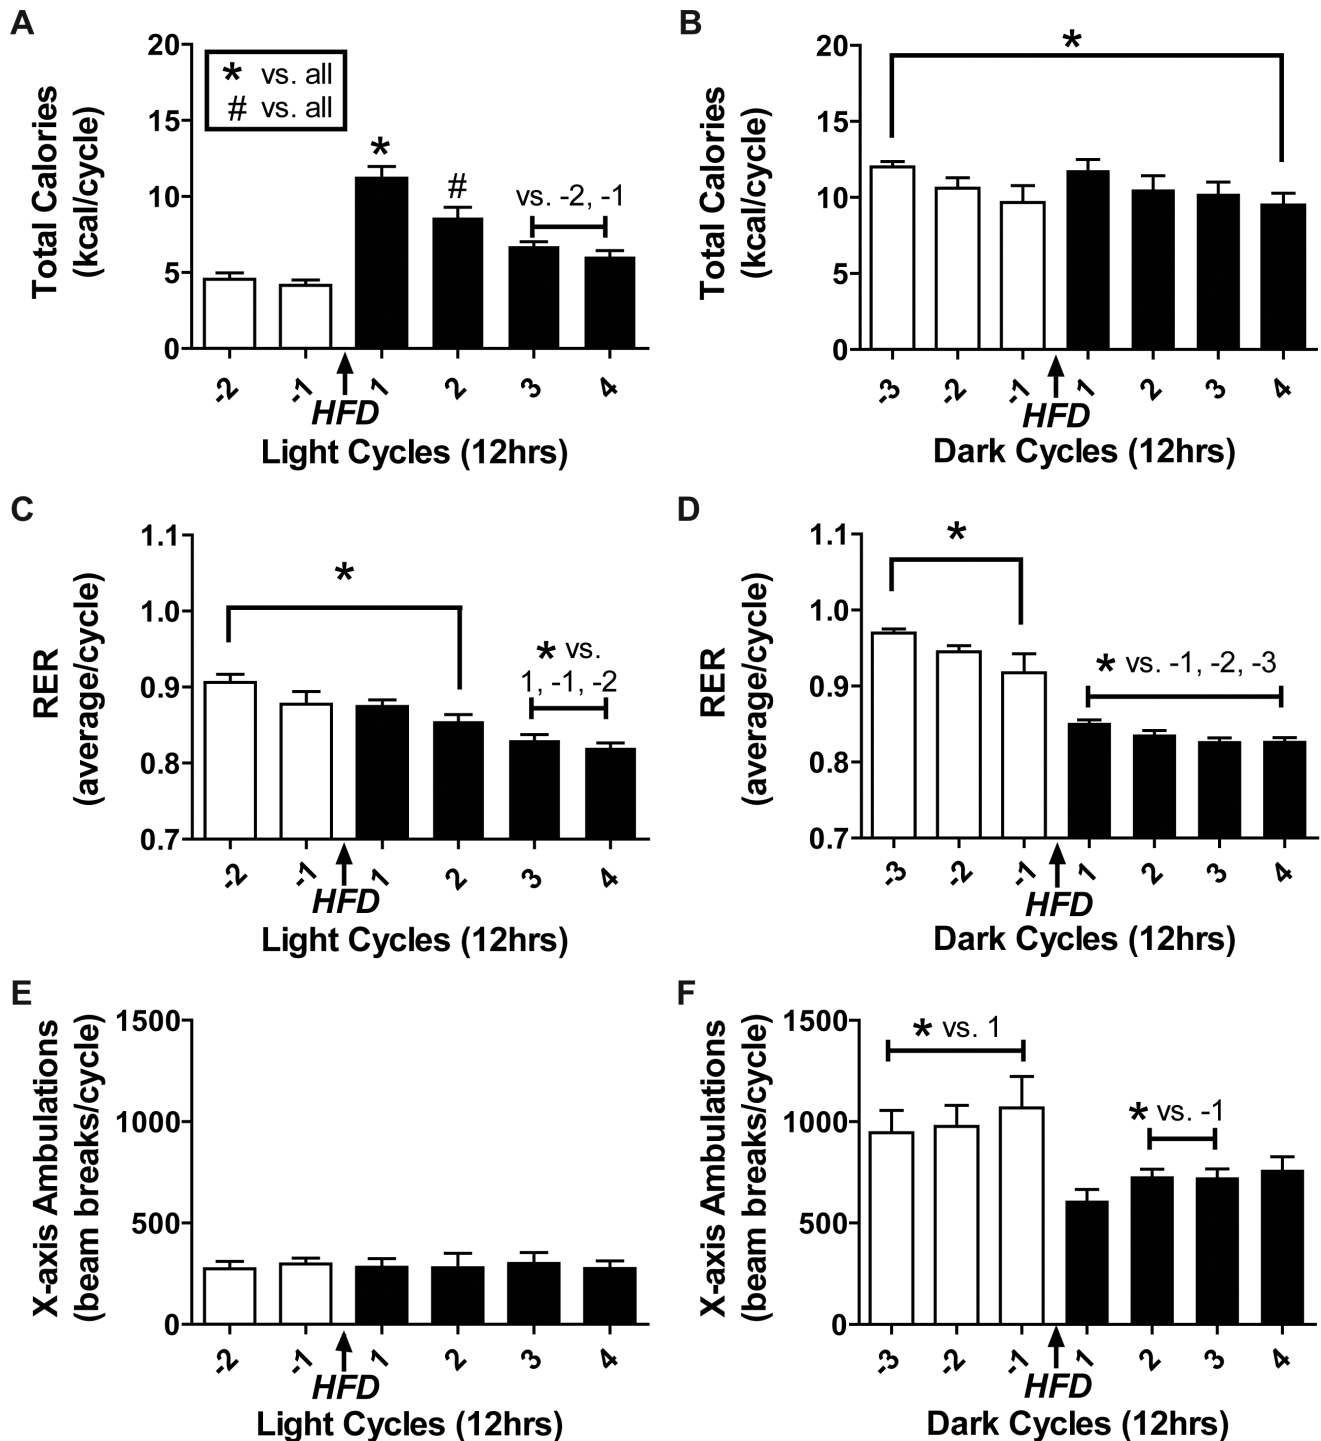 A
Total Calories
(kcal/cycle)
20
15
10
5
0
* vs. all
# vs. all
*
#
vs. -2, -1
-2
-1
1
2
3
4
HFD
Light Cycles (12hrs)
B
Total Calories
(kcal/cycle)
20
15
10
5
0
*
-3
-2
-1
1
2
3
4
HFD
Dark Cycles (12hrs)
C
RER
(average/cycle)
1.1
1.0
0.9
0.8
0.7
*
* vs.
1, -1, -2
-2
-1
1
2
3
4
HFD
Light Cycles (12hrs)
D
RER
(average/cycle)
1.1
1.0
0.9
0.8
0.7
*
* vs. -1, -2, -3
-3
-2
-1
1
2
3
4
HFD
Dark Cycles (12hrs)
E
X-axis Ambulations
(beam breaks/cycle)
1500
1000
500
0
-2
-1
1
2
3
4
HFD
Light Cycles (12hrs)
F
X-axis Ambulations
(beam breaks/cycle)
1500
1000
500
0
* vs. 1
* vs. -1
-3
-2
-1
1
2
3
4
HFD
Dark Cycles (12hrs)